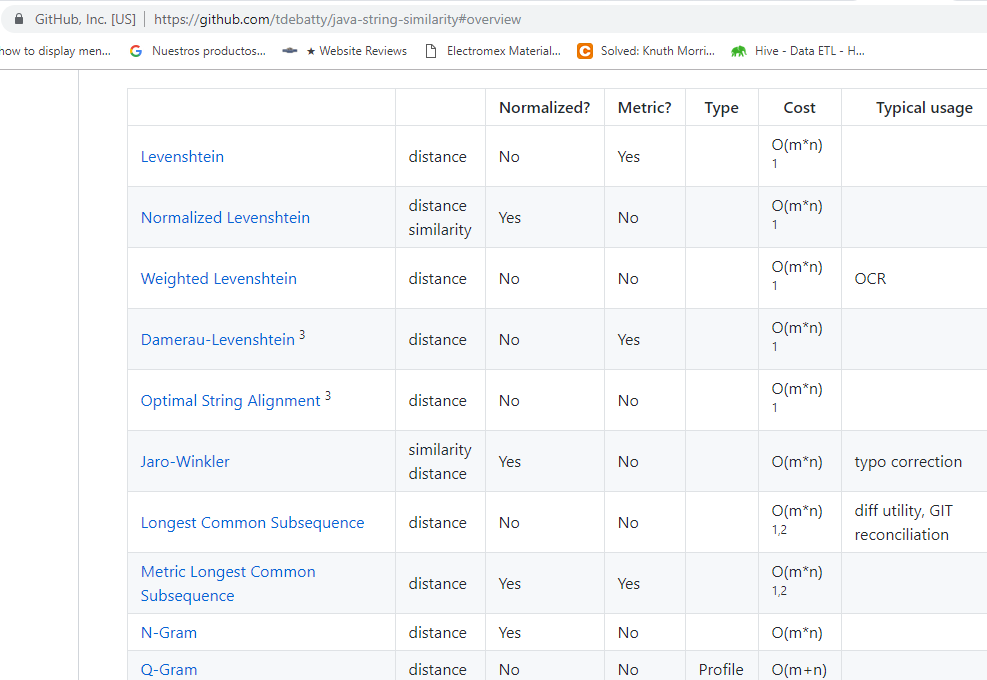 GitHub, Inc. [US] | https://github.com/tdebatty/java-string-similarity#overview
how to display men... Nuestros productos... ★ Website Reviews Electromex Material... Solved: Knuth Morri... Hive - Data ETL - H...
Normalized? Metric? Type Cost Typical usage
Levenshtein distance No Yes O(m*n) 1
Normalized Levenshtein distance similarity Yes No O(m*n) 1
Weighted Levenshtein distance No No O(m*n) 1 OCR
Damerau-Levenshtein 3 distance No Yes O(m*n) 1
Optimal String Alignment 3 distance No No O(m*n) 1
Jaro-Winkler similarity distance Yes No O(m*n) typo correction
Longest Common Subsequence distance No No O(m*n) 1,2 diff utility, GIT reconciliation
Metric Longest Common Subsequence distance Yes Yes O(m*n) 1,2
N-Gram distance Yes No O(m*n)
Q-Gram distance No No Profile O(m+n)